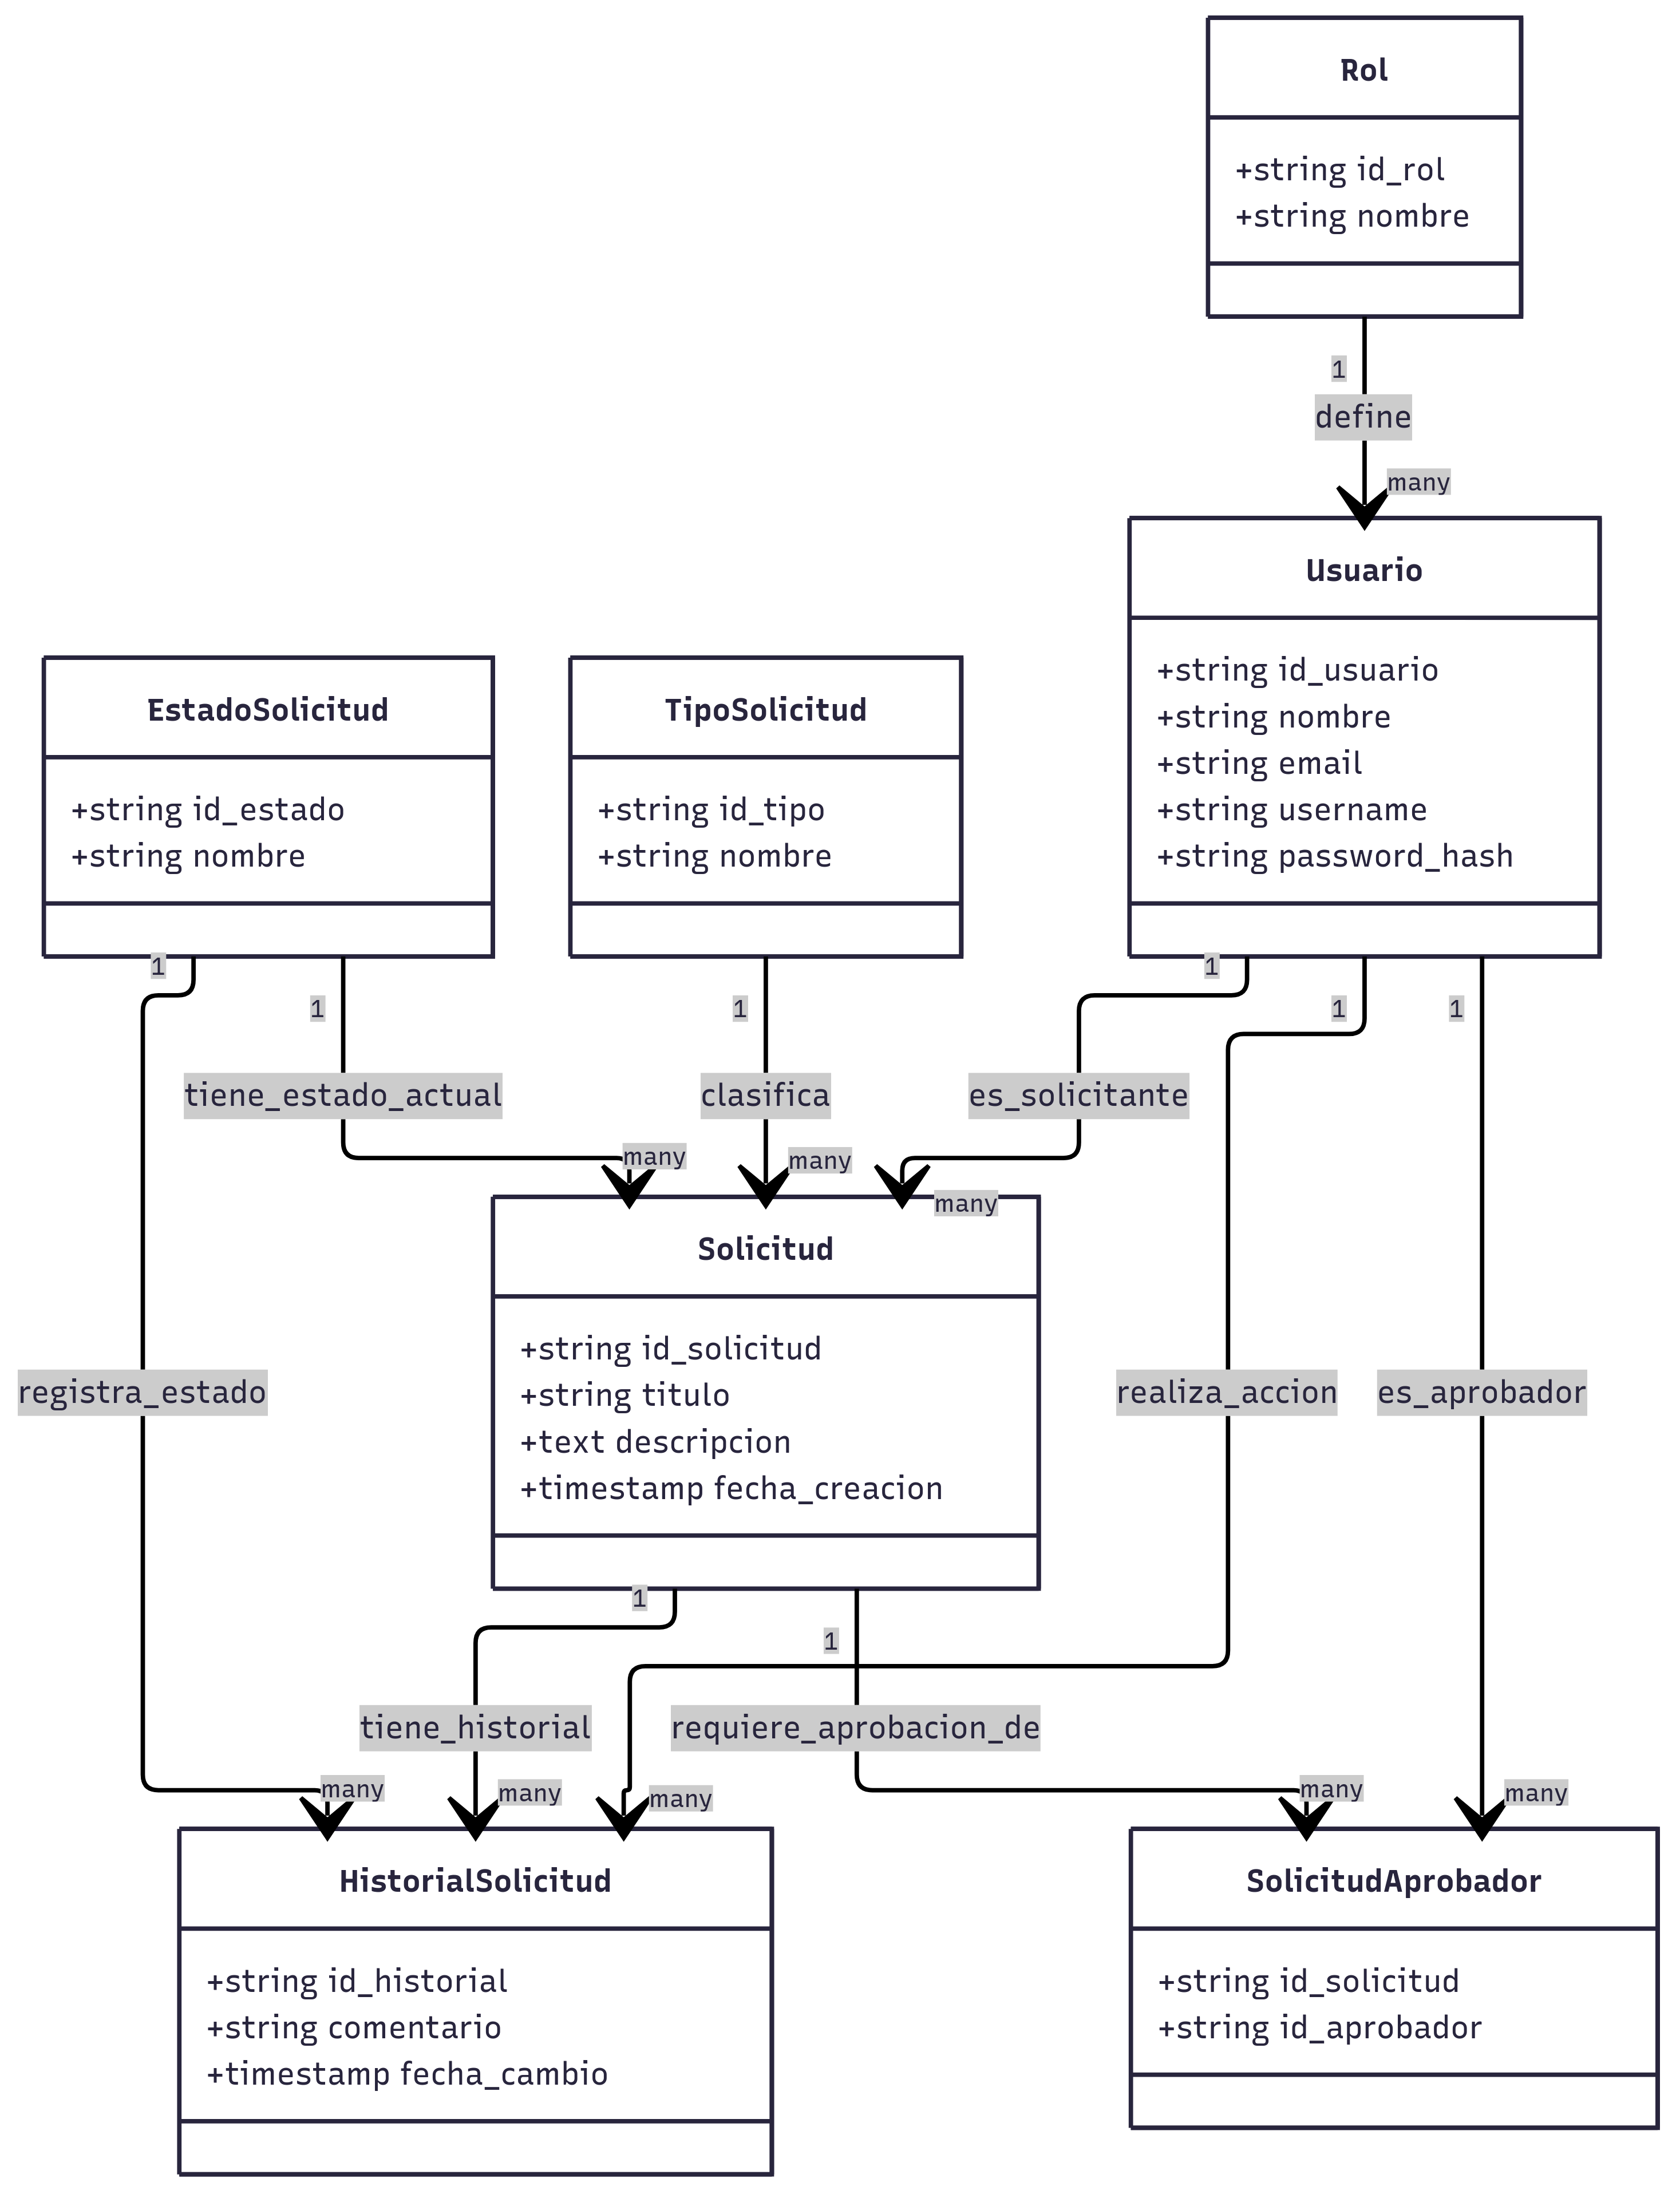 Rol
+string id_rol
+string nombre
1
define
many
Usuario
+string id_usuario
+string nombre
+string email
+string username
+string password_hash
EstadoSolicitud
+string id_estado
+string nombre
TipoSolicitud
+string id_tipo
+string nombre
1
1
1
1
1
1
tiene_estado_actual
clasifica
es_solicitante
many
many
many
Solicitud
+string id_solicitud
+string titulo
+text descripcion
+timestamp fecha_creacion
registra_estado
realiza_accion
es_aprobador
1
1
tiene_historial
requiere_aprobacion_de
many
many
many
many
many
HistorialSolicitud
+string id_historial
+string comentario
+timestamp fecha_cambio
SolicitudAprobador
+string id_solicitud
+string id_aprobador